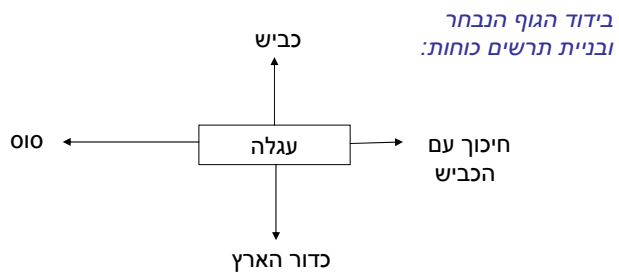 בידוד הגוף הנבחר
ובניית תרשים כוחות:
כביש
סוס
עגלה
חיכוך עם
הכביש
כדור הארץ